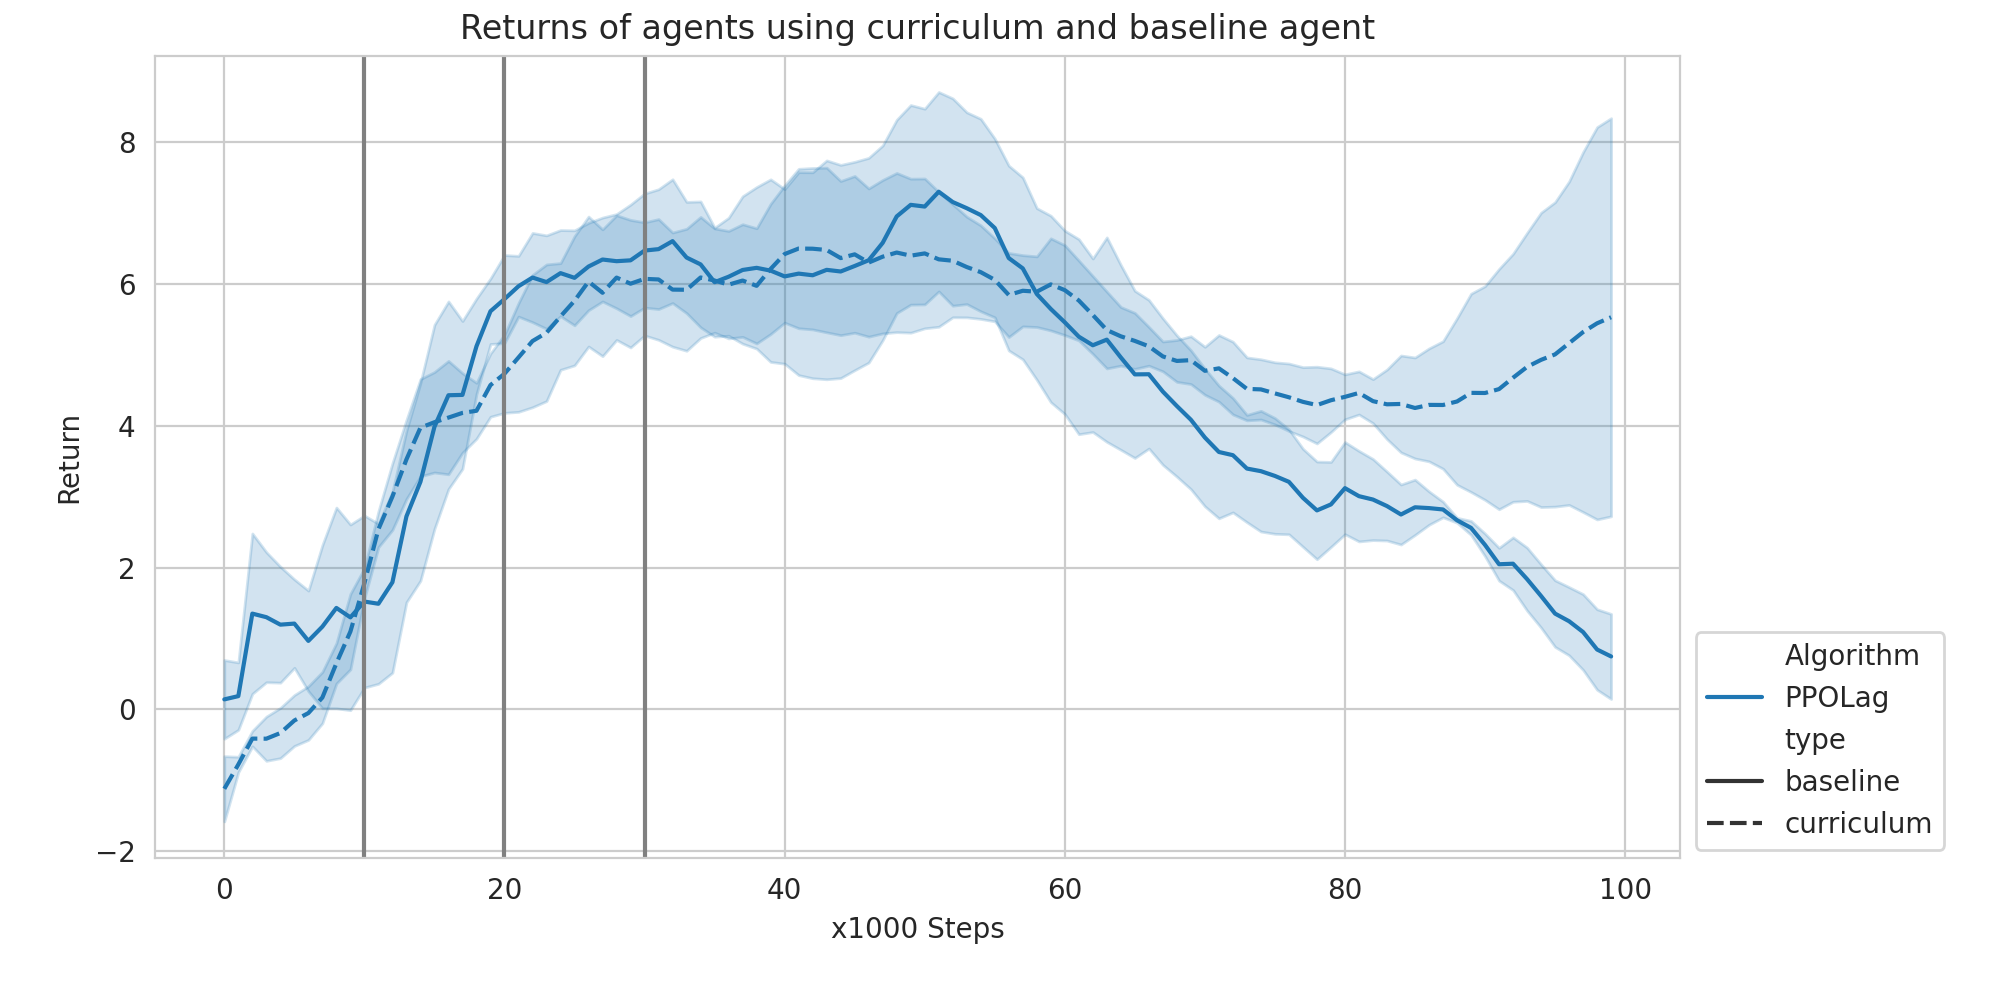 Returns of agents using curriculum and baseline agent
Return
8
6
4
2
0
−2
0 20 40 60 80 100
x1000 Steps
Algorithm
PPOLag
type
baseline
curriculum